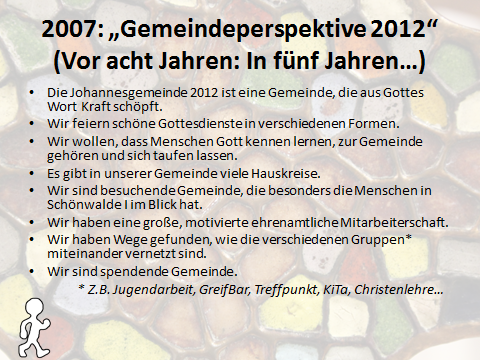 2007: „Gemeindeperspektive 2012“
(Vor acht Jahren: In fünf Jahren…)
• Die Johannesgemeinde 2012 ist eine Gemeinde, die aus Gottes
Wort Kraft schöpft.
• Wir feiern schöne Gottesdienste in verschiedenen Formen.
• Wir wollen, dass Menschen Gott kennen lernen, zur Gemeinde
gehören und sich taufen lassen.
• Es gibt in unserer Gemeinde viele Hauskreise.
• Wir sind besuchende Gemeinde, die besonders die Menschen in
Schönwalde I im Blick hat.
• Wir haben eine große, motivierte ehrenamtliche Mitarbeiterschaft.
• Wir haben Wege gefunden, wie die verschiedenen Gruppen*
miteinander vernetzt sind.
• Wir sind spendende Gemeinde.
* Z.B. Jugendarbeit, GreifBar, Treffpunkt, KiTa, Christenlehre…